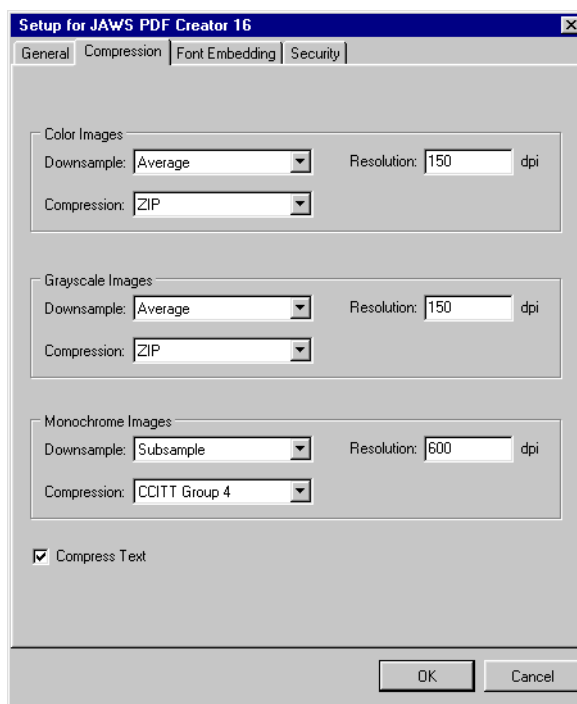 Setup for JAWS PDF Creator 16
General Compression Font Embedding Security
Color Images
Downsample: Average Resolution: 150 dpi
Compression: ZIP
Grayscale Images
Downsample: Average Resolution: 150 dpi
Compression: ZIP
Monochrome Images
Downsample: Subsample Resolution: 600 dpi
Compression: CCITT Group 4
Compress Text
OK Cancel